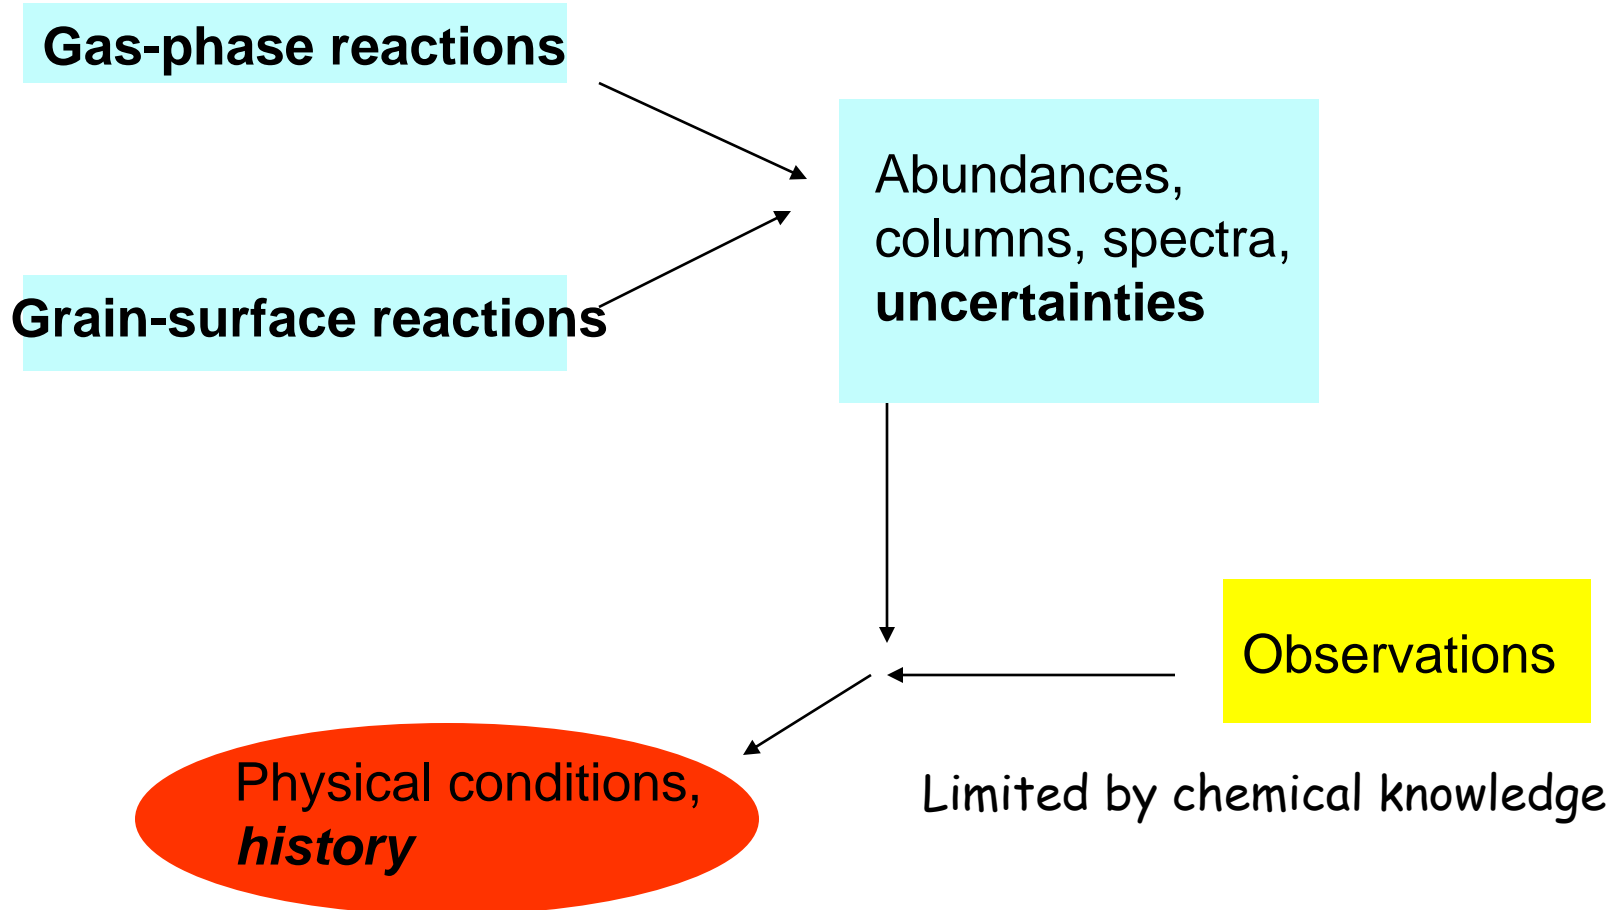 Gas-phase reactions
Abundances,
columns, spectra,
uncertainties
Grain-surface reactions
Observations
Physical conditions,
history
Limited by chemical knowledge